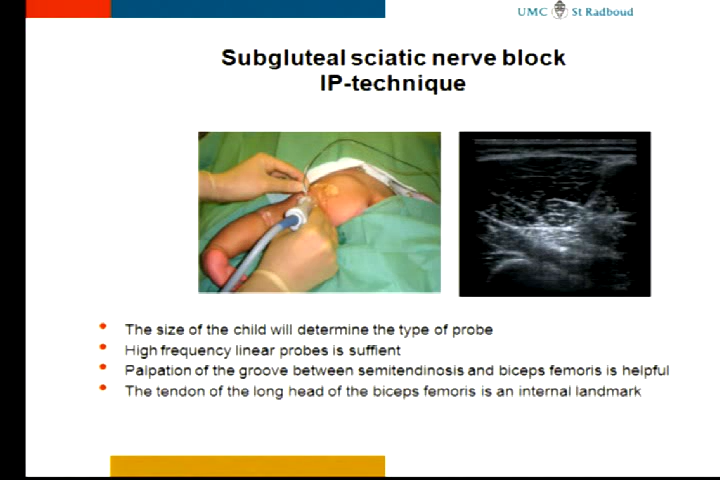 UMC St Radboud
Subgluteal sciatic nerve block
IP-technique
• The size of the child will determine the type of probe
• High frequency linear probes is suffient
• Palpation of the groove between semitendinosis and biceps femoris is helpful
• The tendon of the long head of the biceps femoris is an internal landmark